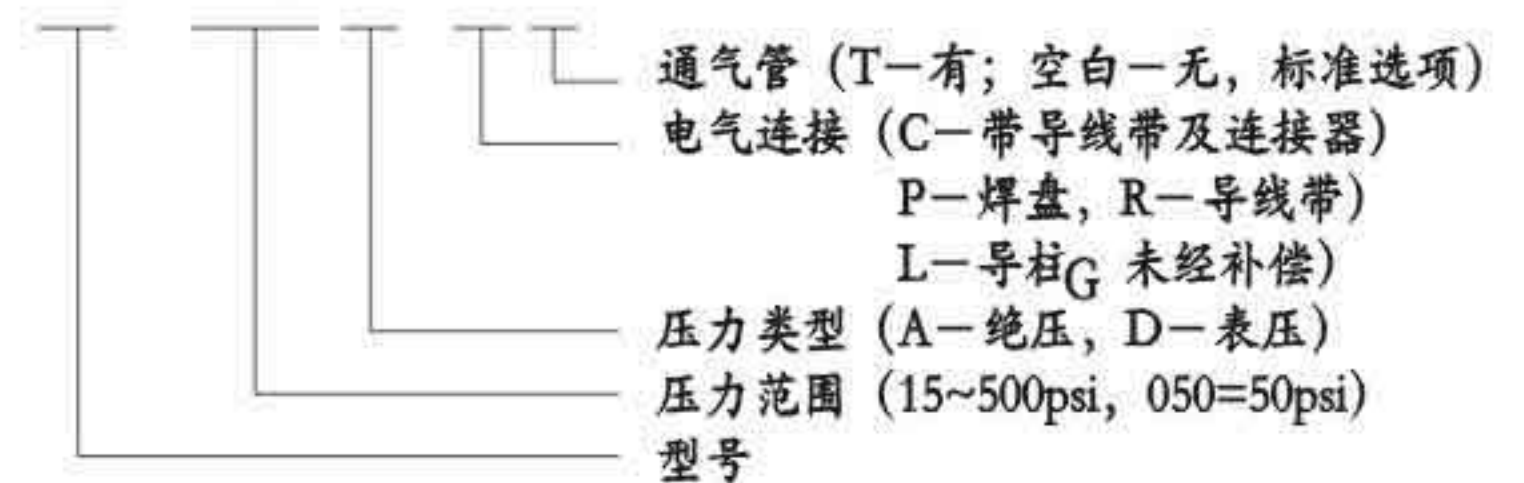 通气管（T－有；空白－无，标准选项）
电气连接（C－带导线带及连接器）
P－焊盘，R－导线带）
L－导柱G 未经补偿）
压力类型（A－绝压，D－表压）
压力范围（15~500psi，050=50psi）
型号